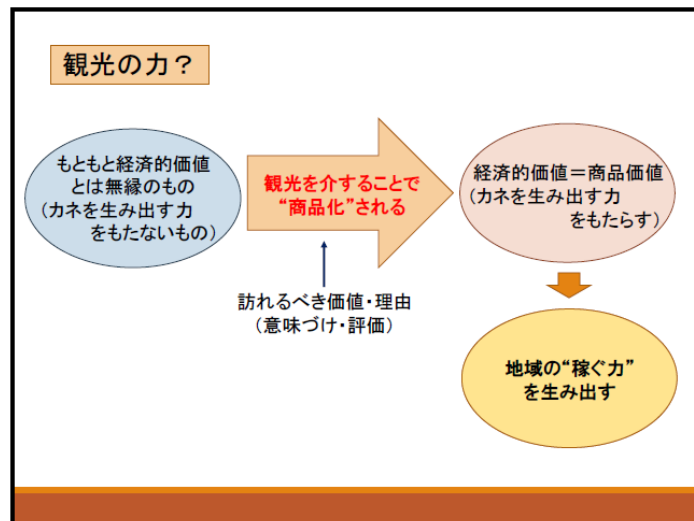 観光の力？
もともと経済的価値
とは無縁のもの
（カネを生み出す力
をもたないもの）
観光を介することで
“商品化”される
経済的価値＝商品価値
（カネを生み出す力
をもたらす）
訪れるべき価値・理由
（意味づけ・評価）
地域の“稼ぐ力”
を生み出す